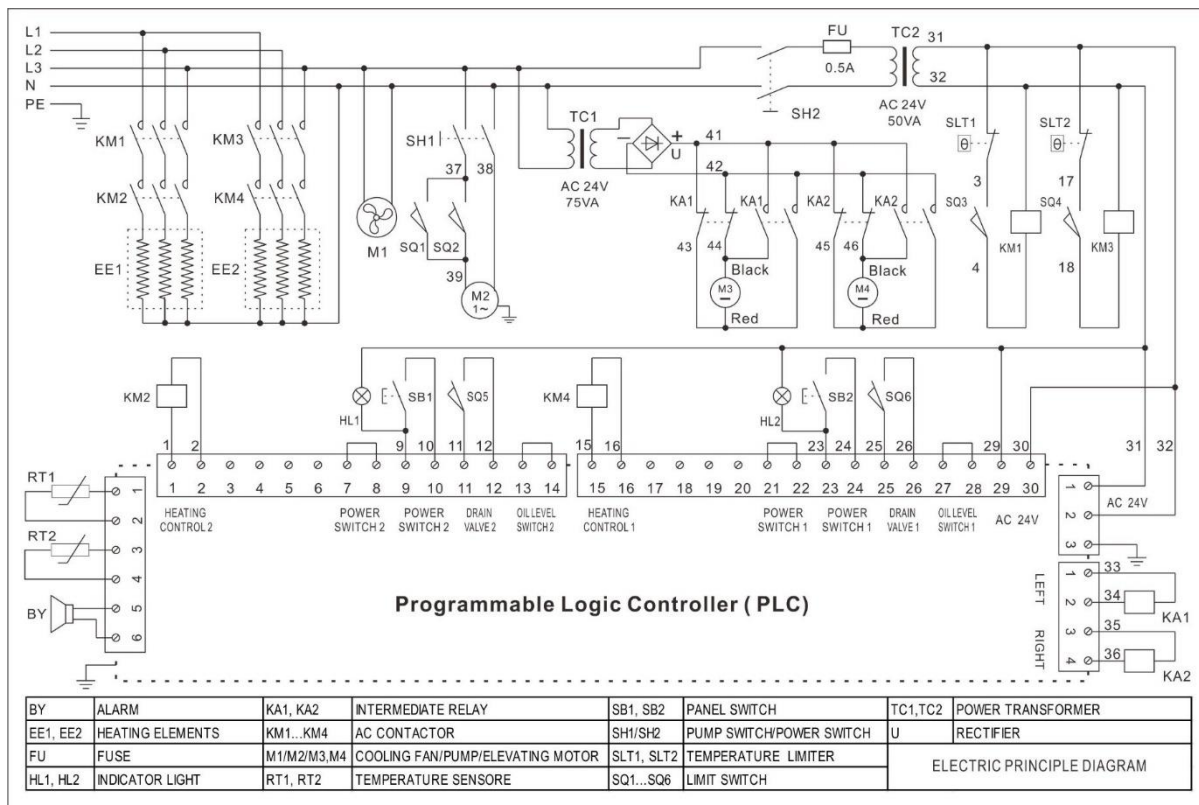 L1
L2
L3
N
PE
FU
0.5A
TC2
31
32
AC 24V
50VA
SH2
KM1
KM3
KM2
KM4
EE1
EE2
M1
SH1
37
38
SQ1
SQ2
39
M2
1~
TC1
AC 24V
75VA
−
+
U
41
42
KA1
KA1
KA2
KA2
43
44
45
46
Black
Black
M3
M4
Red
Red
SLT1
θ
3
SQ3
4
KM1
SLT2
θ
17
SQ4
18
KM3
KM2
HL1
SB1
SQ5
KM4
HL2
SB2
SQ6
1 2 9 10 11 12 15 16 23 24 25 26 29 30 31 32
1 2 3 4 5 6 7 8 9 10 11 12 13 14 15 16 17 18 19 20 21 22 23 24 25 26 27 28 29 30
HEATING
CONTROL 2
POWER
SWITCH 2
POWER
SWITCH 2
DRAIN
VALVE 2
OIL LEVEL
SWITCH 2
HEATING
CONTROL 1
POWER
SWITCH 1
POWER
SWITCH 1
DRAIN
VALVE 1
OIL LEVEL
SWITCH 1
AC 24V
RT1
RT2
BY
1
2
3
4
5
6
1
2
3
AC 24V
LEFT
RIGHT
1
2
3
4
33
34
35
36
KA1
KA2
Programmable Logic Controller ( PLC)
BY ALARM KA1, KA2 INTERMEDIATE RELAY SB1, SB2 PANEL SWITCH TC1,TC2 POWER TRANSFORMER
EE1, EE2 HEATING ELEMENTS KM1...KM4 AC CONTACTOR SH1/SH2 PUMP SWITCH/POWER SWITCH U RECTIFIER
FU FUSE M1/M2/M3,M4 COOLING FAN/PUMP/ELEVATING MOTOR SLT1, SLT2 TEMPERATURE LIMITER
HL1, HL2 INDICATOR LIGHT RT1, RT2 TEMPERATURE SENSORE SQ1...SQ6 LIMIT SWITCH
ELECTRIC PRINCIPLE DIAGRAM